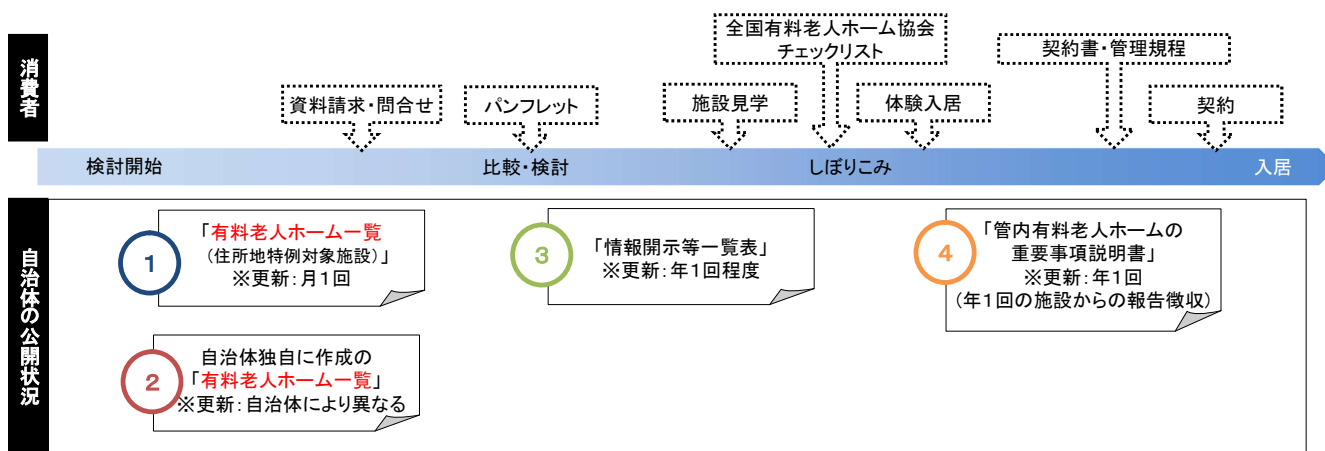 消費者
全国有料老人ホーム協会
チェックリスト
契約書・管理規程
資料請求・問合せ
パンフレット
施設見学
体験入居
契約
検討開始
比較・検討
しぼりこみ
入居
自治体の公開状況
1
「有料老人ホーム一覧
(住所地特例対象施設)」
※更新:月1回
2
自治体独自に作成の
「有料老人ホーム一覧」
※更新:自治体により異なる
3
「情報開示等一覧表」
※更新:年1回程度
4
「管内有料老人ホームの
重要事項説明書」
※更新:年1回
(年1回の施設からの報告徴収)